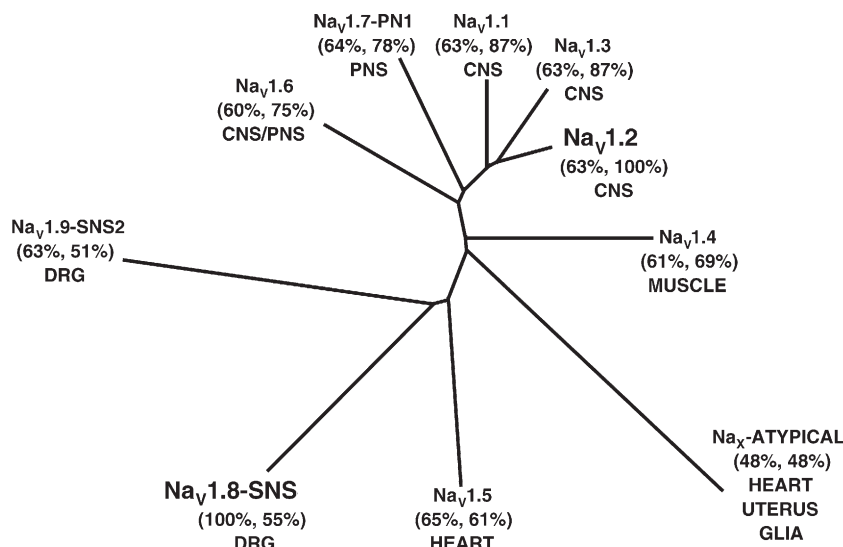 Nav1.7-PN1
(64%, 78%)
PNS
Nav1.1
(63%, 87%)
CNS
Nav1.3
(63%, 87%)
CNS
Nav1.6
(60%, 75%)
CNS/PNS
Nav1.2
(63%, 100%)
CNS
Nav1.9-SNS2
(63%, 51%)
DRG
Nav1.4
(61%, 69%)
MUSCLE
Nax-ATYPICAL
(48%, 48%)
HEART
UTERUS
GLIA
Nav1.8-SNS
(100%, 55%)
DRG
Nav1.5
(65%, 61%)
HEART